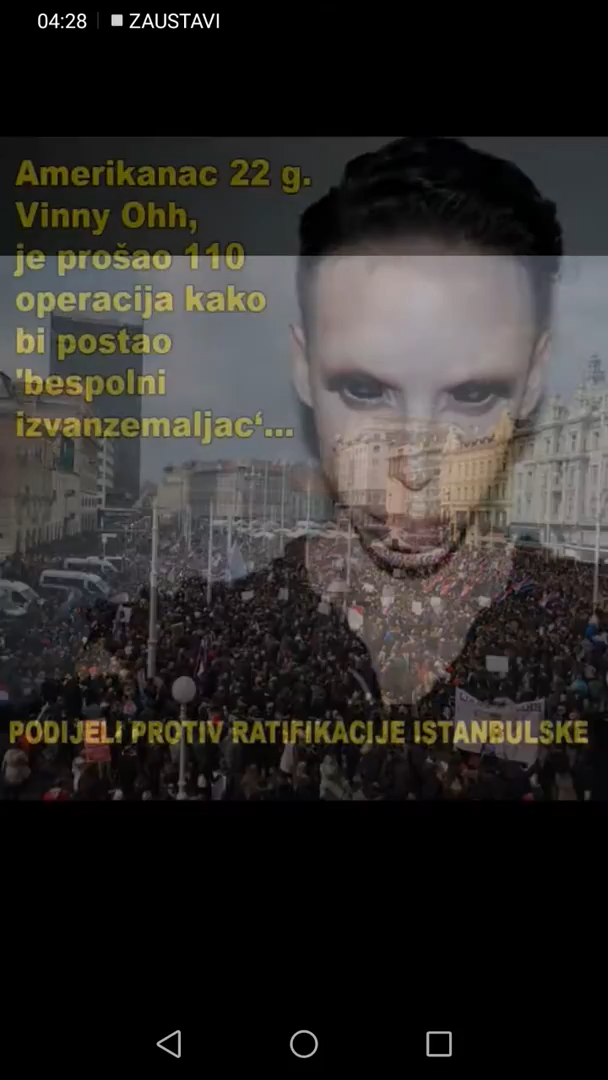 04:28 ZAUSTAVI
Amerikanac 22 g.
Vinny Ohh,
je prošao 110
operacija kako
bi postao
'bespolni
izvanzemaljac‘...
PODIJELI PROTIV RATIFIKACIJE ISTANBULSKE